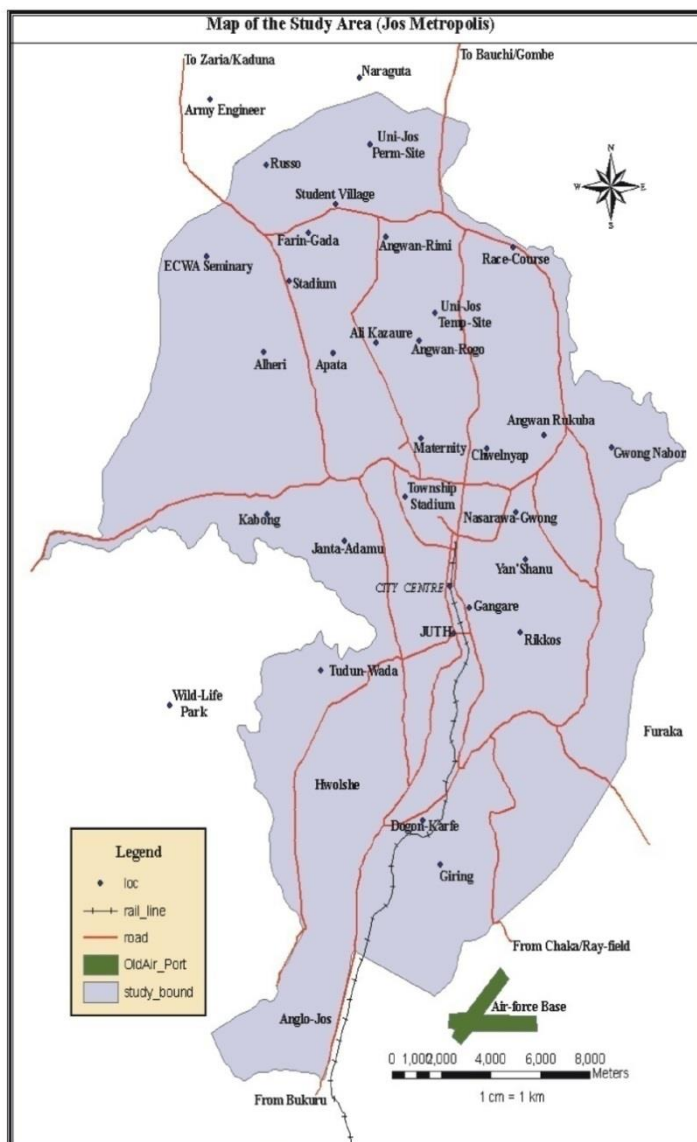 Map of the Study Area (Jos Metropolis)
To Zaria/Kaduna
To Bauchi/Gombe
Naraguta
Army Engineer
Uni-Jos
Perm-Site
Russo
N
W
E
S
Student Village
Farin-Gada
Angwan-Rimi
Race-Course
ECWA Seminary
Stadium
Uni-Jos
Temp-Site
Ali Kazaure
Angwan-Rogo
Alheri
Apata
Angwan Rukuba
Maternity
Chwelnyap
Gwong Nabor
Township
Stadium
Kabong
Nasarawa-Gwong
Janta-Adamu
Yan'Shanu
CITY CENTRE
Gangare
JUTH
Rikkos
Tudun-Wada
Wild-Life
Park
Furaka
Hwolshe
Dogon-Karfe
Legend
loc
rail_line
road
OldAir_Port
study_bound
Giring
From Chaka/Ray-field
Air-force Base
Anglo-Jos
0 1,0002,000 4,000 6,000 8,000
Meters
1 cm = 1 km
From Bukuru